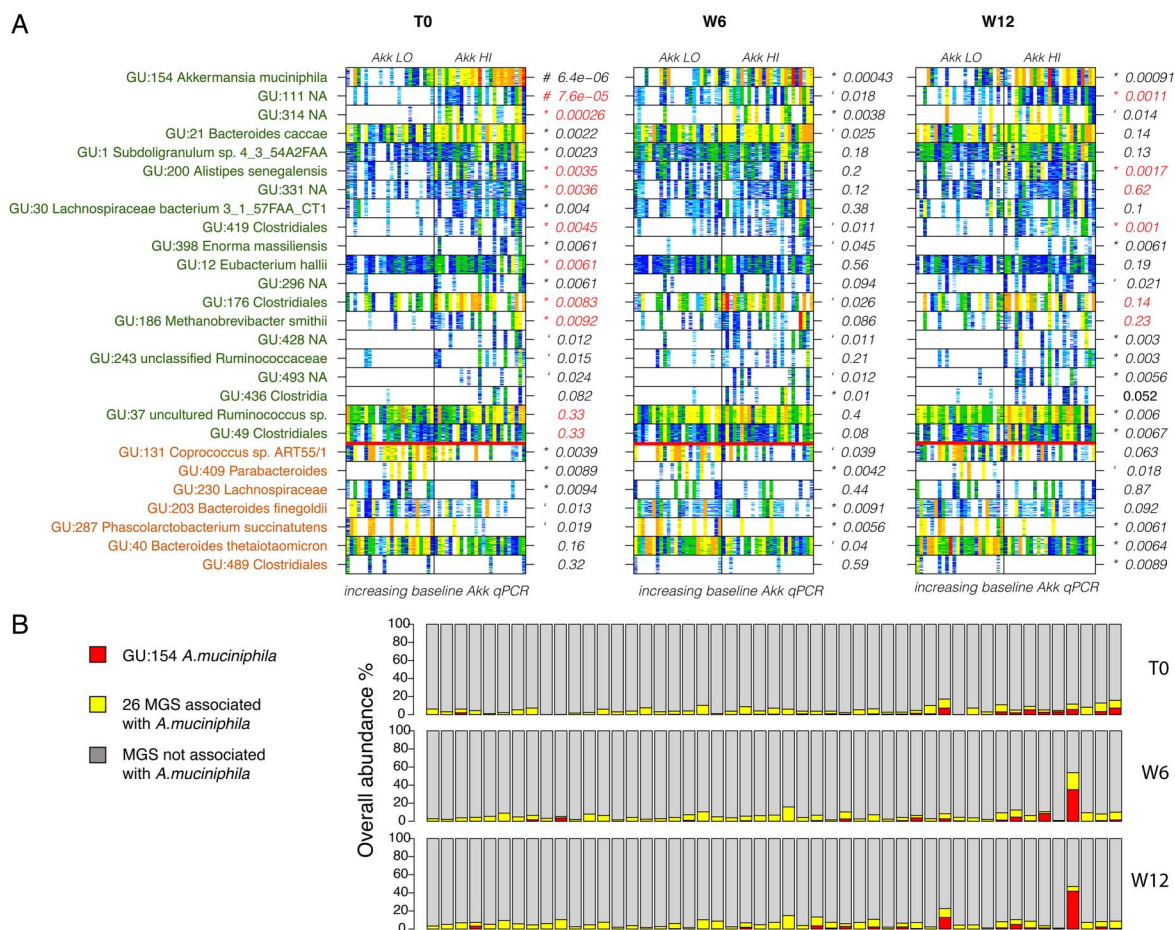 A
T0 W6 W12
Akk LO Akk HI Akk LO Akk HI Akk LO Akk HI
GU:154 Akkermansia muciniphila # 6.4e-06 * 0.00043 * 0.00091
GU:111 NA # 7.6e-05 ‘ 0.018 * 0.0011
GU:314 NA * 0.00026 * 0.0038 ‘ 0.014
GU:21 Bacteroides caccae * 0.0022 ‘ 0.025 0.14
GU:1 Subdoligranulum sp. 4_3_54A2FAA * 0.0023 0.18 0.13
GU:200 Alistipes senegalensis * 0.0035 0.2 * 0.0017
GU:331 NA * 0.0036 0.12 0.62
GU:30 Lachnospiraceae bacterium 3_1_57FAA_CT1 * 0.004 0.38 0.1
GU:419 Clostridiales * 0.0045 ‘ 0.011 * 0.001
GU:398 Enorma massiliensis * 0.0061 ‘ 0.045 * 0.0061
GU:12 Eubacterium hallii * 0.0061 0.56 0.19
GU:296 NA * 0.0061 0.094 ‘ 0.021
GU:176 Clostridiales * 0.0083 ‘ 0.026 0.14
GU:186 Methanobrevibacter smithii * 0.0092 0.086 0.23
GU:428 NA ‘ 0.012 ‘ 0.011 * 0.003
GU:243 unclassified Ruminococcaceae ‘ 0.015 0.21 * 0.003
GU:493 NA ‘ 0.024 ‘ 0.012 * 0.0056
GU:436 Clostridia 0.082 * 0.01 0.052
GU:37 uncultured Ruminococcus sp. 0.33 0.4 * 0.006
GU:49 Clostridiales 0.33 0.08 * 0.0067
GU:131 Coprococcus sp. ART55/1 * 0.0039 ‘ 0.039 0.063
GU:409 Parabacteroides * 0.0089 * 0.0042 ‘ 0.018
GU:230 Lachnospiraceae * 0.0094 0.44 0.87
GU:203 Bacteroides finegoldii ‘ 0.013 * 0.0091 0.092
GU:287 Phascolarctobacterium succinatutens ‘ 0.019 * 0.0056 * 0.0061
GU:40 Bacteroides thetaiotaomicron 0.16 ‘ 0.04 * 0.0064
GU:489 Clostridiales 0.32 0.59 * 0.0089
increasing baseline Akk qPCR increasing baseline Akk qPCR increasing baseline Akk qPCR
B
GU:154 A.muciniphila
26 MGS associated
with A.muciniphila
MGS not associated
with A.muciniphila
Overall abundance %
100
80
60
40
20
0
T0
100
80
60
40
20
0
W6
100
80
60
40
20
0
W12